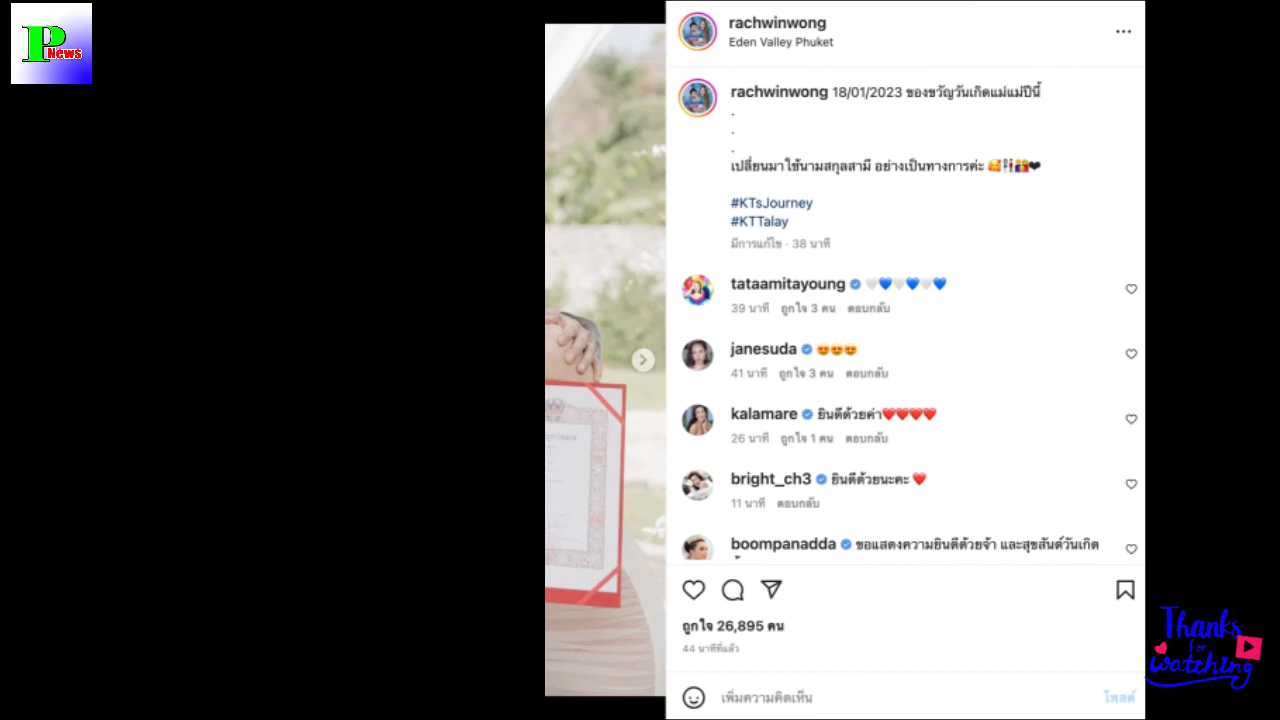 P
News
rachwinwong
Eden Valley Phuket
rachwinwong 18/01/2023 ของขวัญวันเกิดแม่แม่ปีนี้
.
.
.
เปลี่ยนมาใช้นามสกุลสามี อย่างเป็นทางการค่ะ 🥰👫👩‍❤️‍👨❤
#KTsJourney
#KTTalay
มีการแก้ไข · 38 นาที
tataamitayoung 🤍💙🤍💙🤍💙
39 นาที ถูกใจ 3 คน ตอบกลับ
janesuda 😍😍😍
41 นาที ถูกใจ 3 คน ตอบกลับ
kalamare ยินดีด้วยค่า❤️❤️❤️❤️
26 นาที ถูกใจ 1 คน ตอบกลับ
bright_ch3 ยินดีด้วยนะคะ ❤️
11 นาที ตอบกลับ
boompanadda ขอแสดงความยินดีด้วยจ้า และสุขสันต์วันเกิด
ถูกใจ 26,895 คน
44 นาทีที่แล้ว
เพิ่มความคิดเห็น
โพสต์
Thanks
for
watching